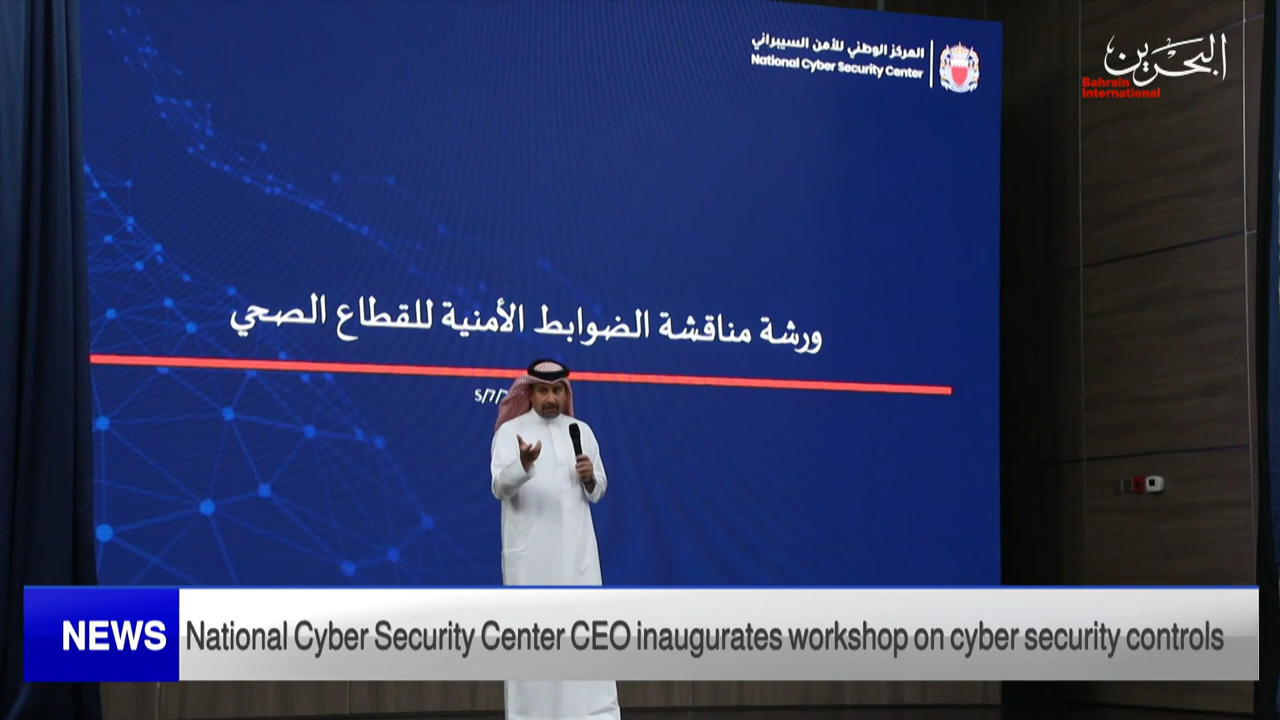 المركز الوطني للأمن السيبراني
National Cyber Security Center
البحرين
Bahrain
International
ورشة مناقشة الضوابط الأمنية للقطاع الصحي
NEWS
National Cyber Security Center CEO inaugurates workshop on cyber security controls